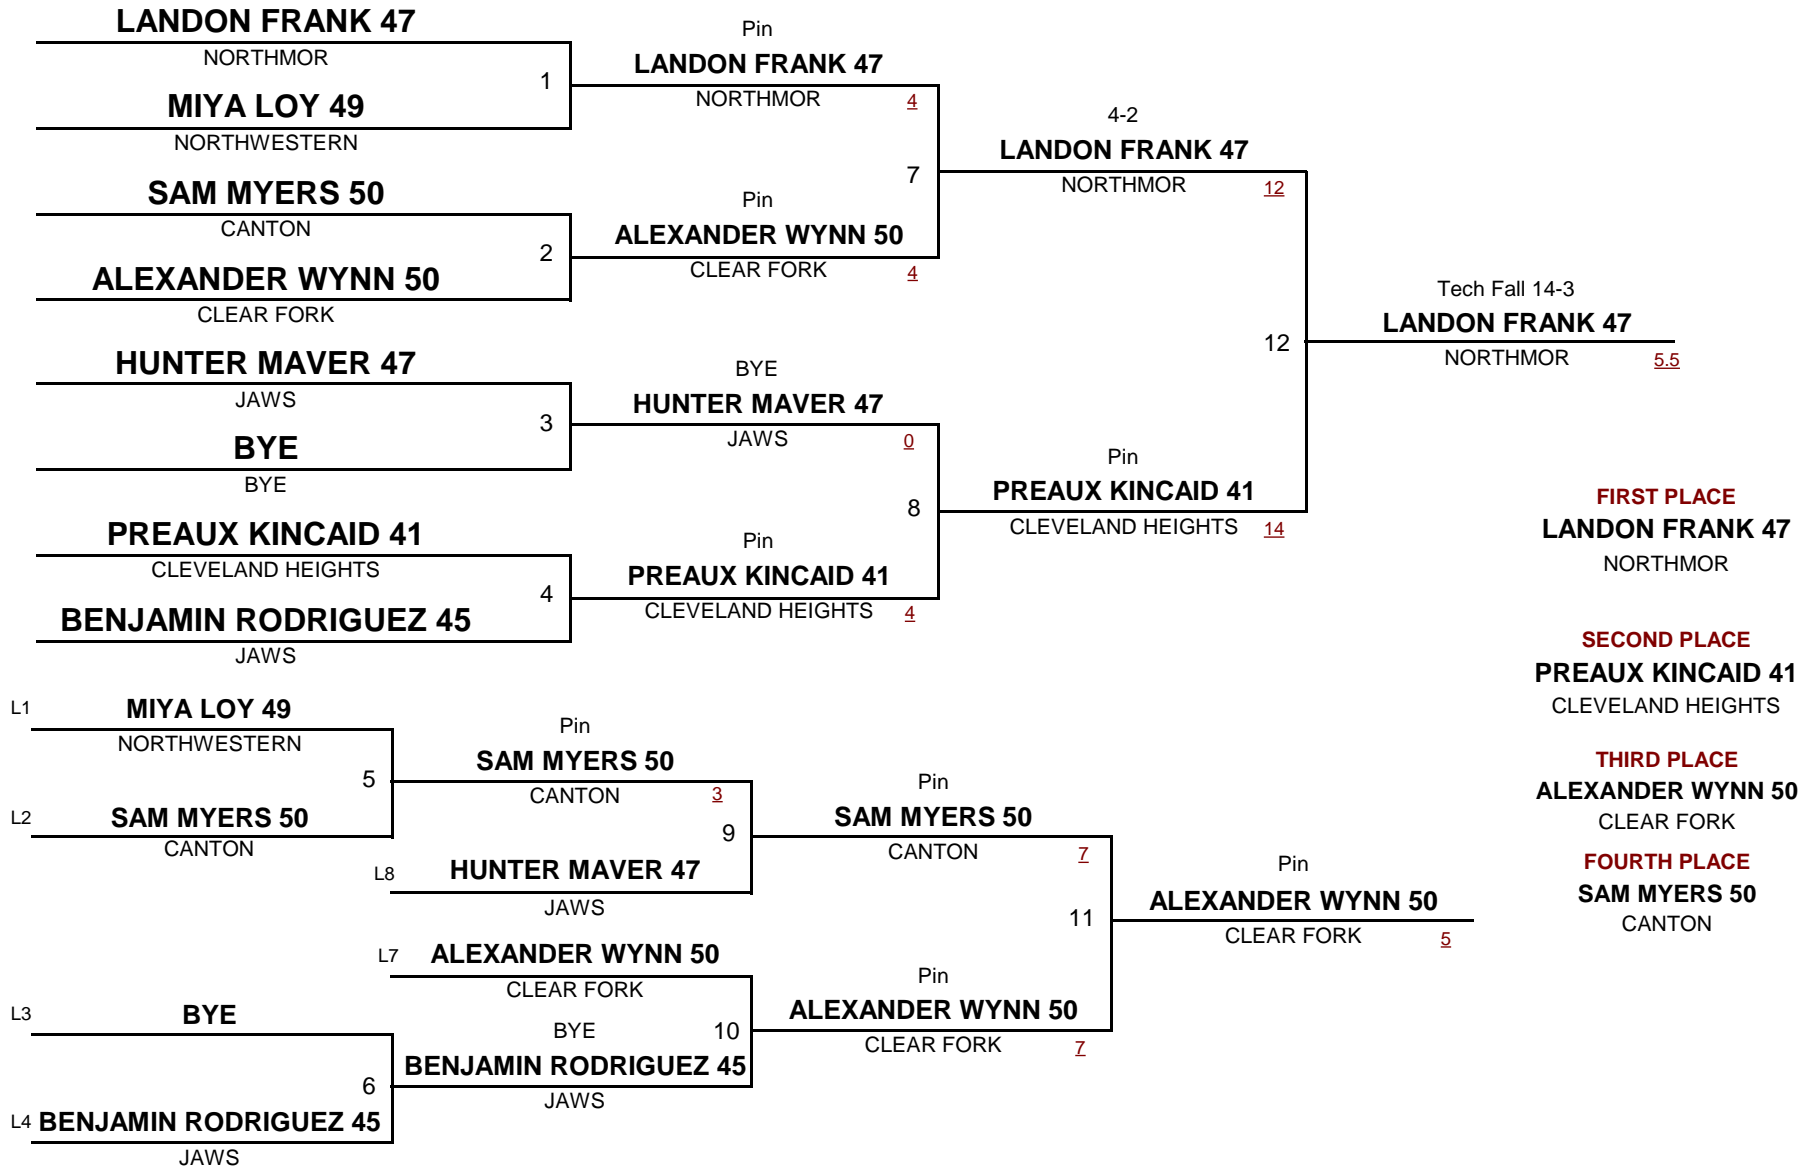 LANDON FRANK 47
NORTHMOR
1
MIYA LOY 49
NORTHWESTERN
SAM MYERS 50
CANTON
2
ALEXANDER WYNN 50
CLEAR FORK
HUNTER MAVER 47
JAWS
3
BYE
BYE
PREAUX KINCAID 41
CLEVELAND HEIGHTS
4
BENJAMIN RODRIGUEZ 45
JAWS
Pin
LANDON FRANK 47
NORTHMOR 4
7
Pin
ALEXANDER WYNN 50
CLEAR FORK 4
BYE
HUNTER MAVER 47
JAWS 0
8
Pin
PREAUX KINCAID 41
CLEVELAND HEIGHTS 4
4-2
LANDON FRANK 47
NORTHMOR 12
12
Pin
PREAUX KINCAID 41
CLEVELAND HEIGHTS 14
Tech Fall 14-3
LANDON FRANK 47
NORTHMOR 5.5
FIRST PLACE
LANDON FRANK 47
NORTHMOR
SECOND PLACE
PREAUX KINCAID 41
CLEVELAND HEIGHTS
THIRD PLACE
ALEXANDER WYNN 50
CLEAR FORK
FOURTH PLACE
SAM MYERS 50
CANTON
L1 MIYA LOY 49
NORTHWESTERN
5
L2 SAM MYERS 50
CANTON
L3 BYE
6
L4 BENJAMIN RODRIGUEZ 45
JAWS
Pin
SAM MYERS 50
CANTON 3
9
L8 HUNTER MAVER 47
JAWS
L7 ALEXANDER WYNN 50
CLEAR FORK
BYE 10
BENJAMIN RODRIGUEZ 45
JAWS
Pin
SAM MYERS 50
CANTON 7
11
Pin
ALEXANDER WYNN 50
CLEAR FORK 7
Pin
ALEXANDER WYNN 50
CLEAR FORK 5